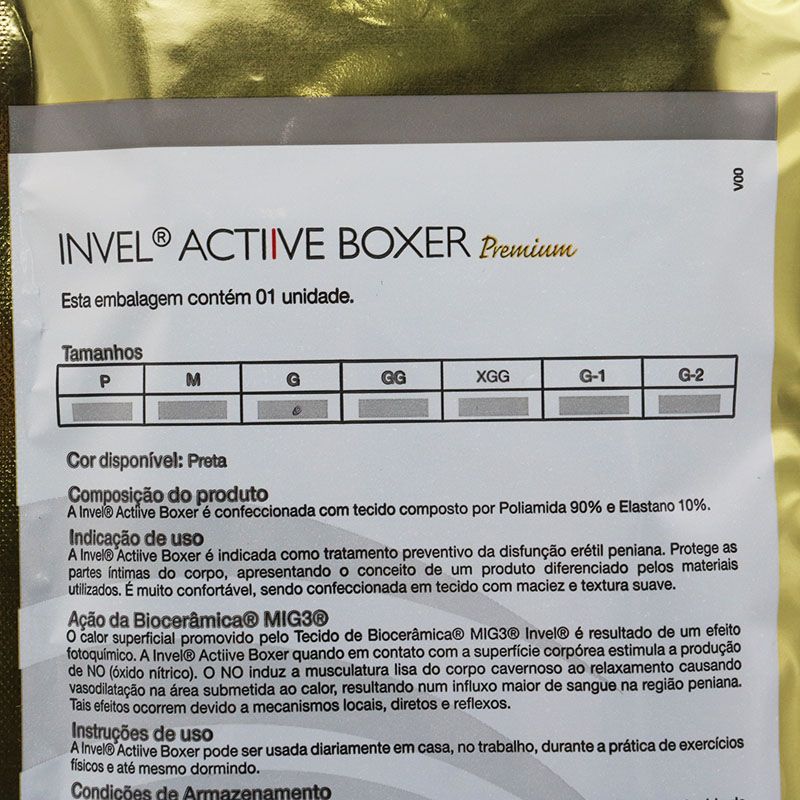 V00
INVEL® ACTIIVE BOXER Premium
Esta embalagem contém 01 unidade.
Tamanhos
P M G GG XGG G-1 G-2
Cor disponível: Preta
Composição do produto
A Invel® Actiive Boxer é confeccionada com tecido composto por Poliamida 90% e Elastano 10%.
Indicação de uso
A Invel® Actiive Boxer é indicada como tratamento preventivo da disfunção erétil peniana. Protege as
partes íntimas do corpo, apresentando o conceito de um produto diferenciado pelos materiais
utilizados. É muito confortável, sendo confeccionada em tecido com maciez e textura suave.
Ação da Biocerâmica® MIG3®
O calor superficial promovido pelo Tecido de Biocerâmica® MIG3® Invel® é resultado de um efeito
fotoquímico. A Invel® Actiive Boxer quando em contato com a superfície corpórea estimula a produção
de NO (óxido nítrico). O NO induz a musculatura lisa do corpo cavernoso ao relaxamento causando
vasodilatação na área submetida ao calor, resultando num influxo maior de sangue na região peniana.
Tais efeitos ocorrem devido a mecanismos locais, diretos e reflexos.
Instruções de uso
A Invel® Actiive Boxer pode ser usada diariamente em casa, no trabalho, durante a prática de exercícios
físicos e até mesmo dormindo.
Condições de Armazenamento